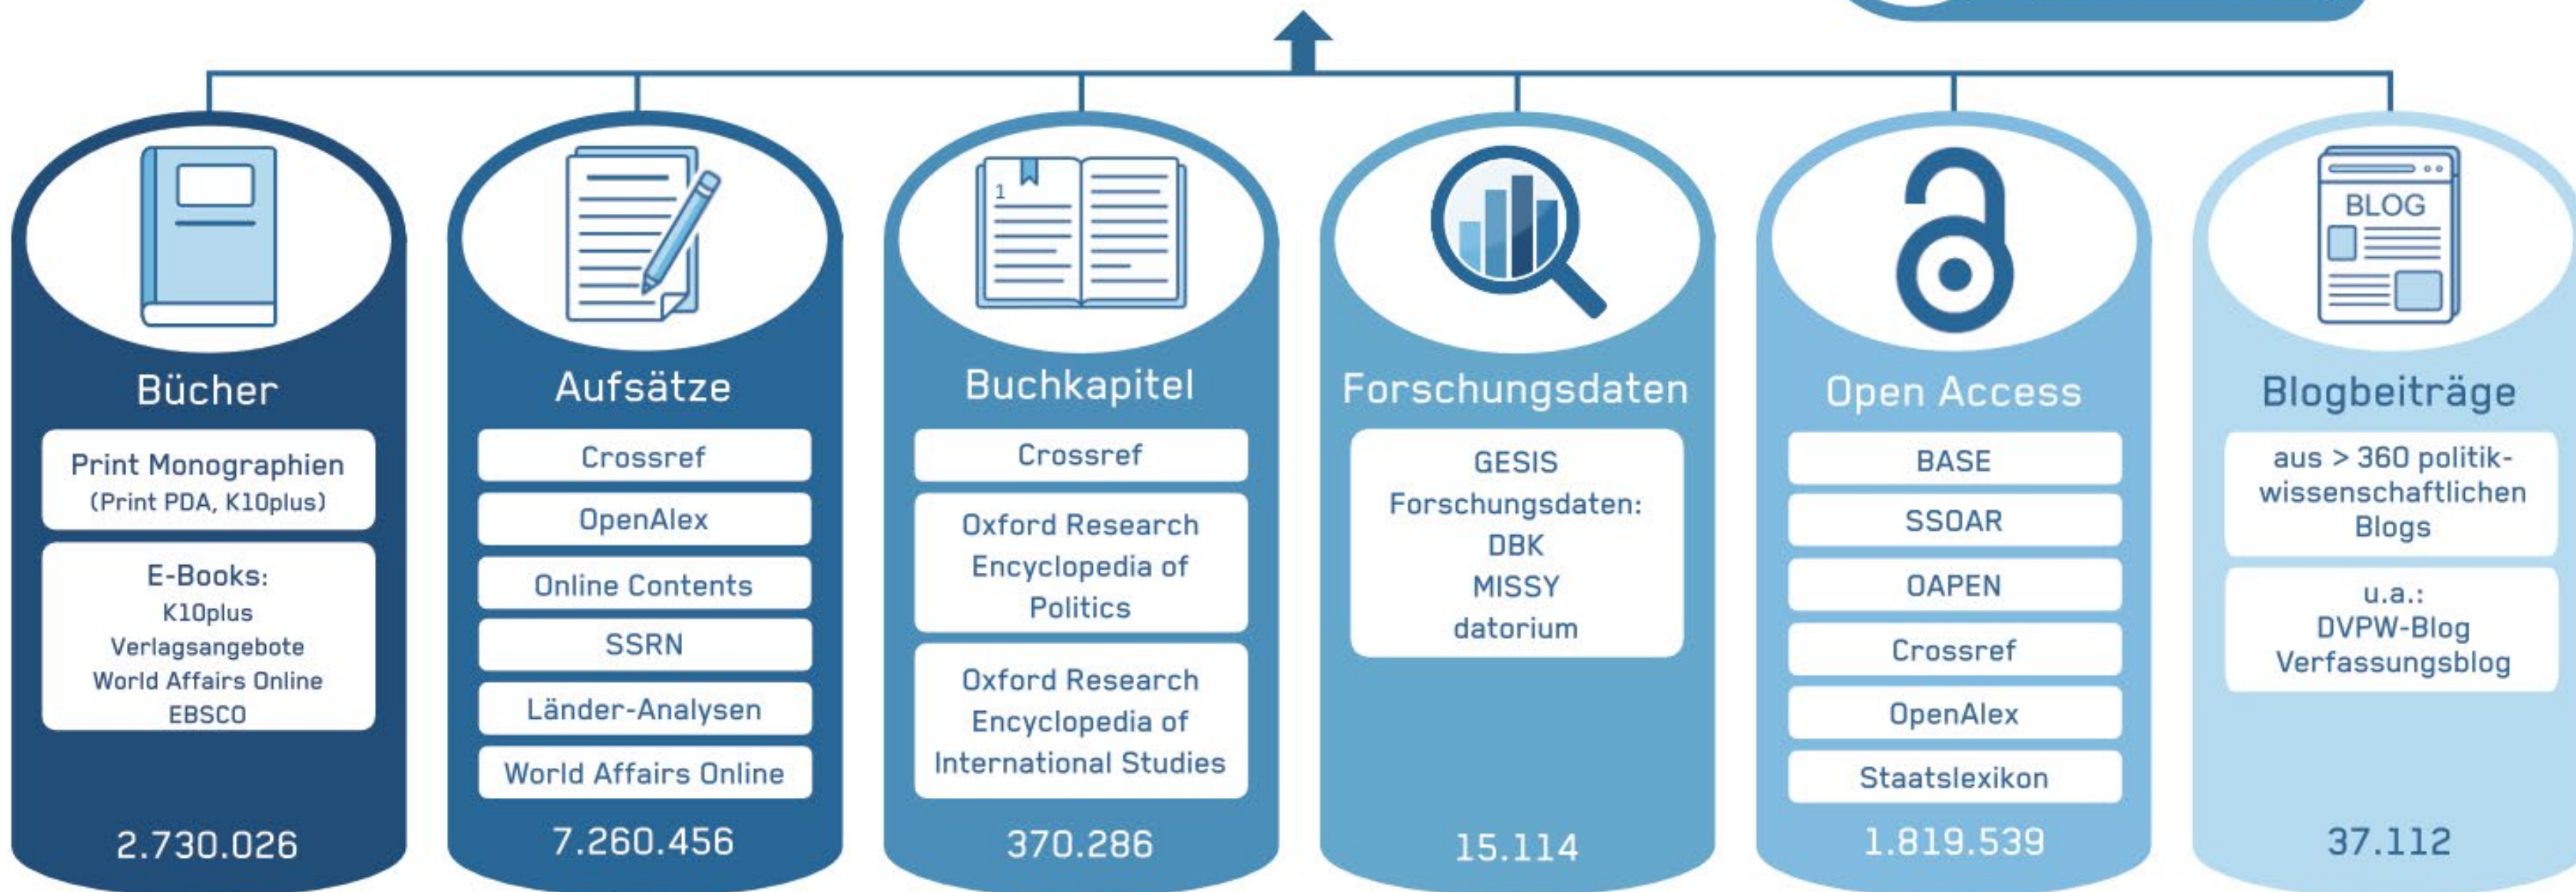 Bücher
Print Monographien
(Print PDA, K10plus)
E-Books:
K10plus
Verlagsangebote
World Affairs Online
EBSCO
2.730.026
Aufsätze
Crossref
OpenAlex
Online Contents
SSRN
Länder-Analysen
World Affairs Online
7.260.456
1
Buchkapitel
Crossref
Oxford Research
Encyclopedia of
Politics
Oxford Research
Encyclopedia of
International Studies
370.286
Forschungsdaten
GESIS
Forschungsdaten:
DBK
MISSY
datorium
15.114
Open Access
BASE
SSOAR
OAPEN
Crossref
OpenAlex
Staatslexikon
1.819.539
BLOG
Blogbeiträge
aus > 360 politik-
wissenschaftlichen
Blogs
u.a.:
DVPW-Blog
Verfassungsblog
37.112